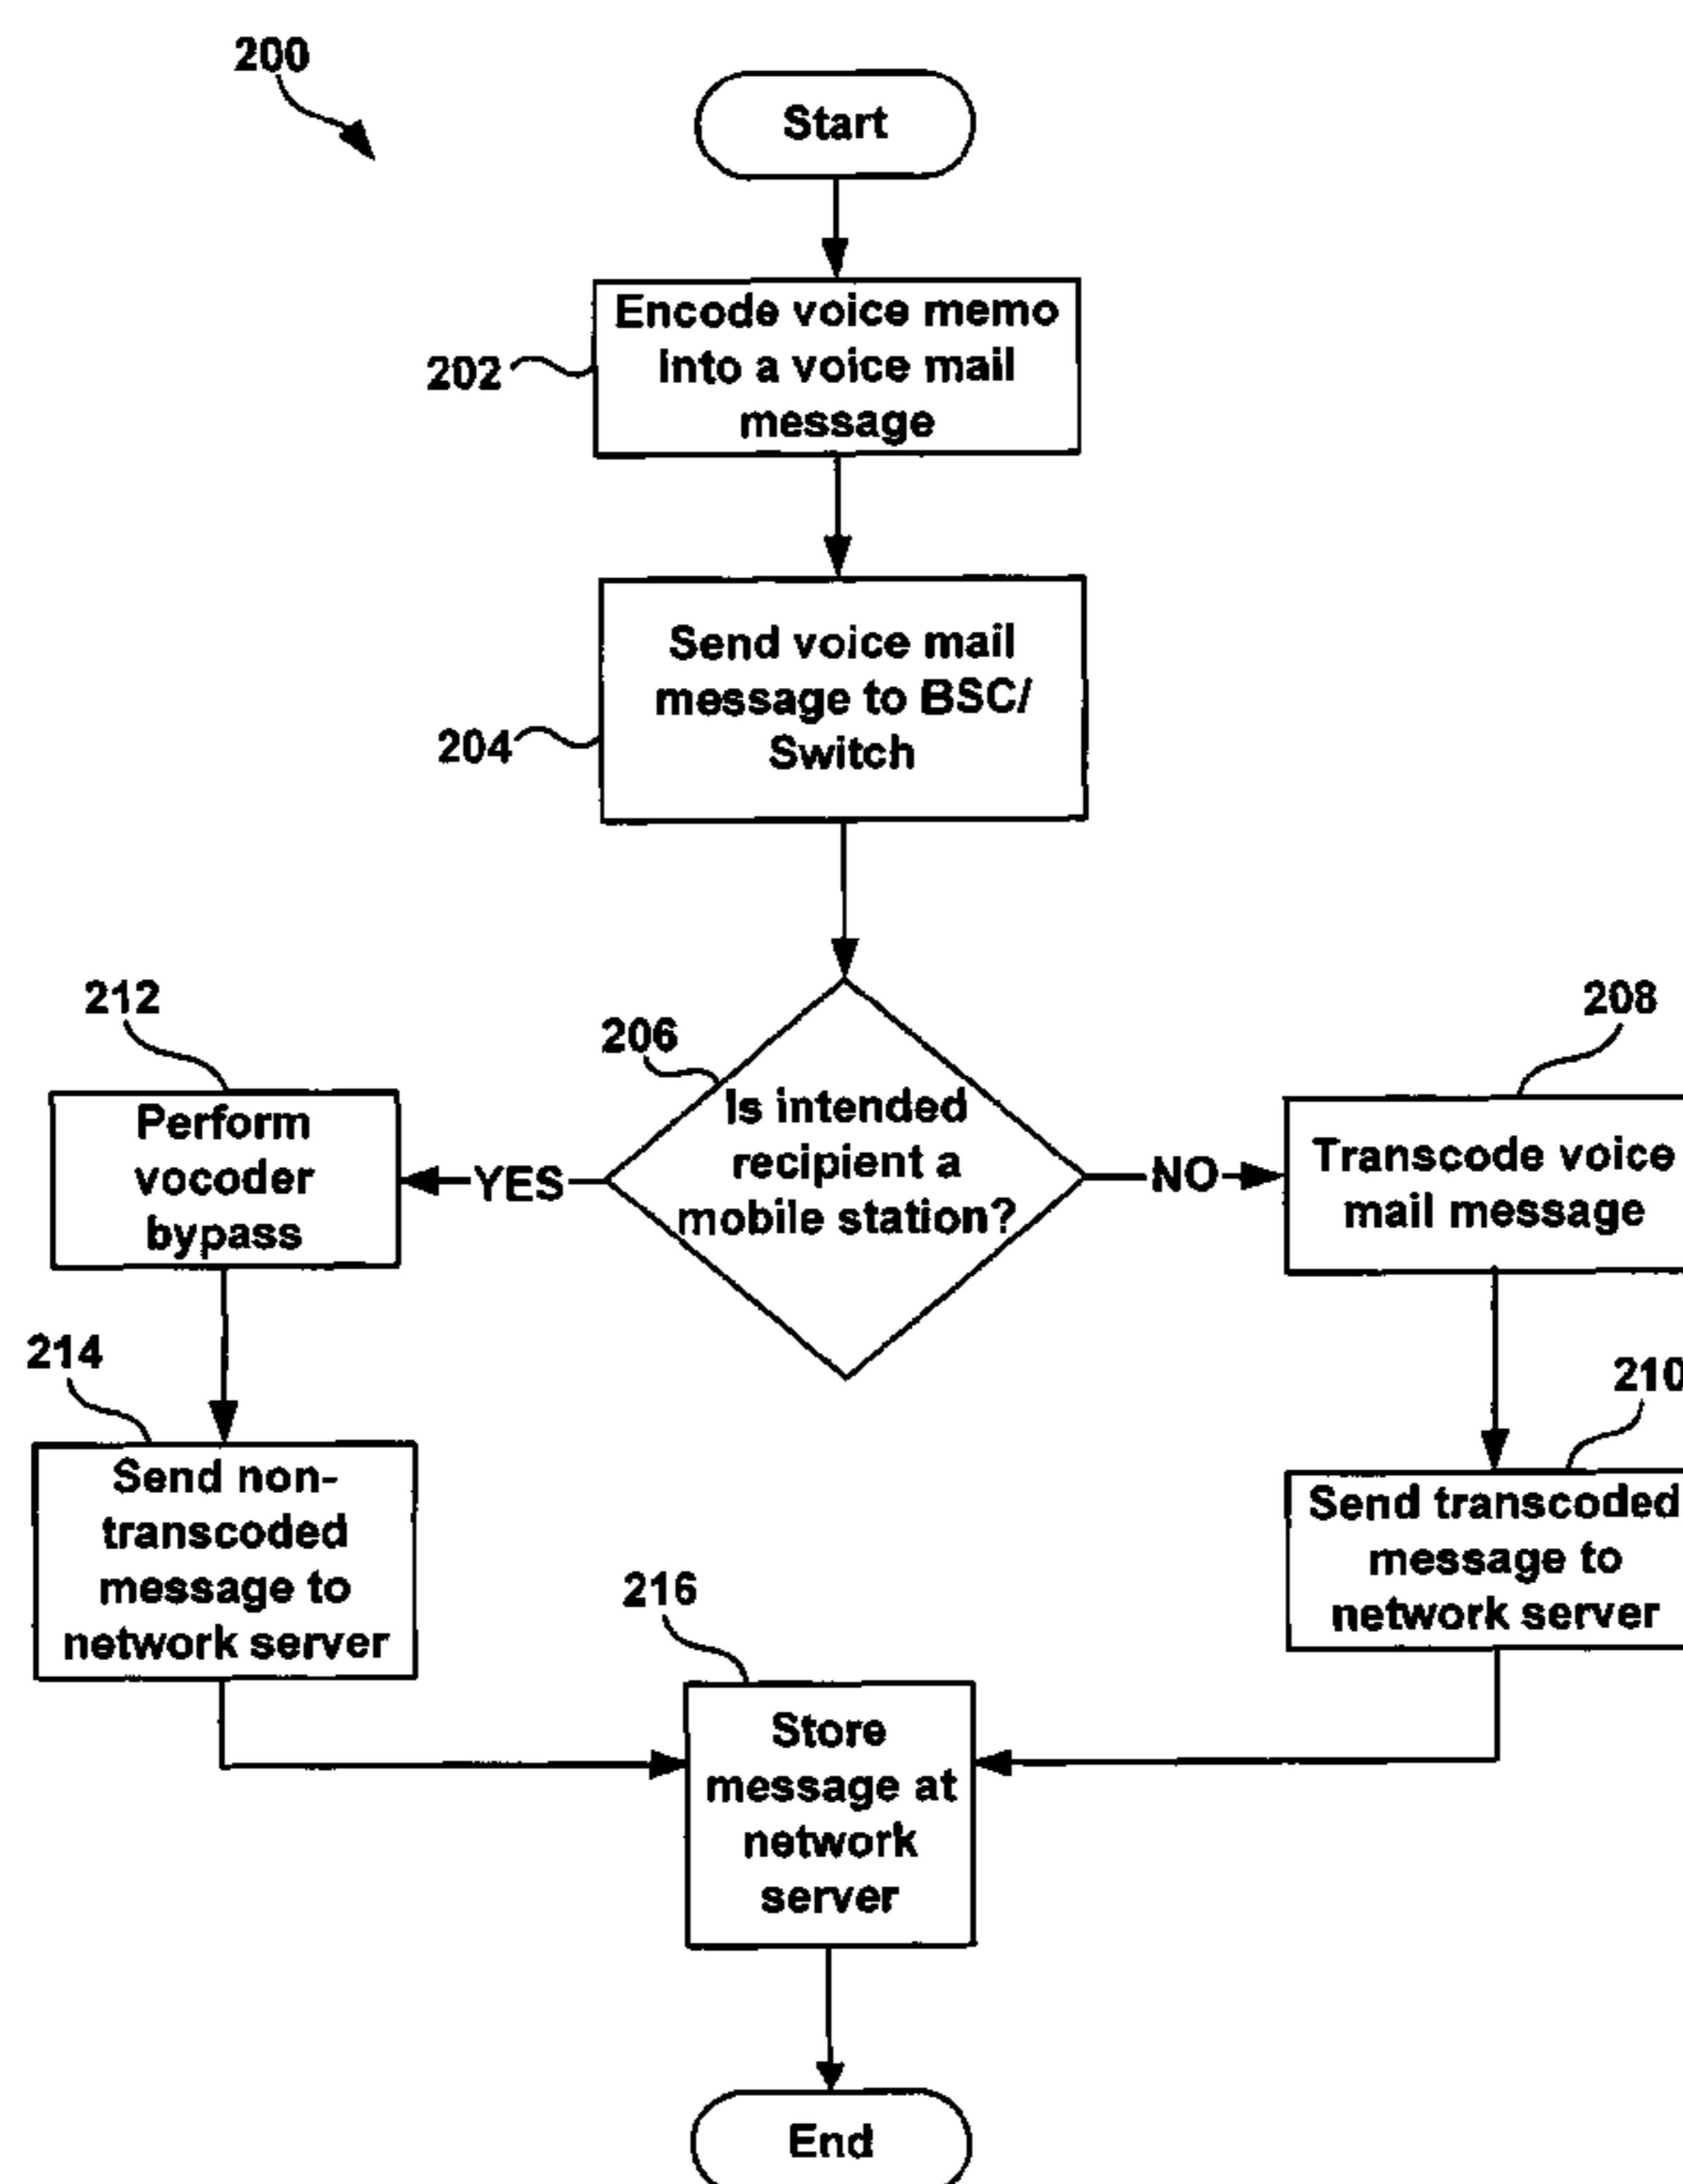 200
Start
Encode voice memo
into a voice mail
message
202
Send voice mail
message to BSC/
Switch
204
206
Is intended
recipient a
mobile station?
YES
NO
212
Perform
vocoder
bypass
208
Transcode voice
mail message
214
Send non-
transcoded
message to
network server
210
Send transcoded
message to
network server
216
Store
message at
network
server
End